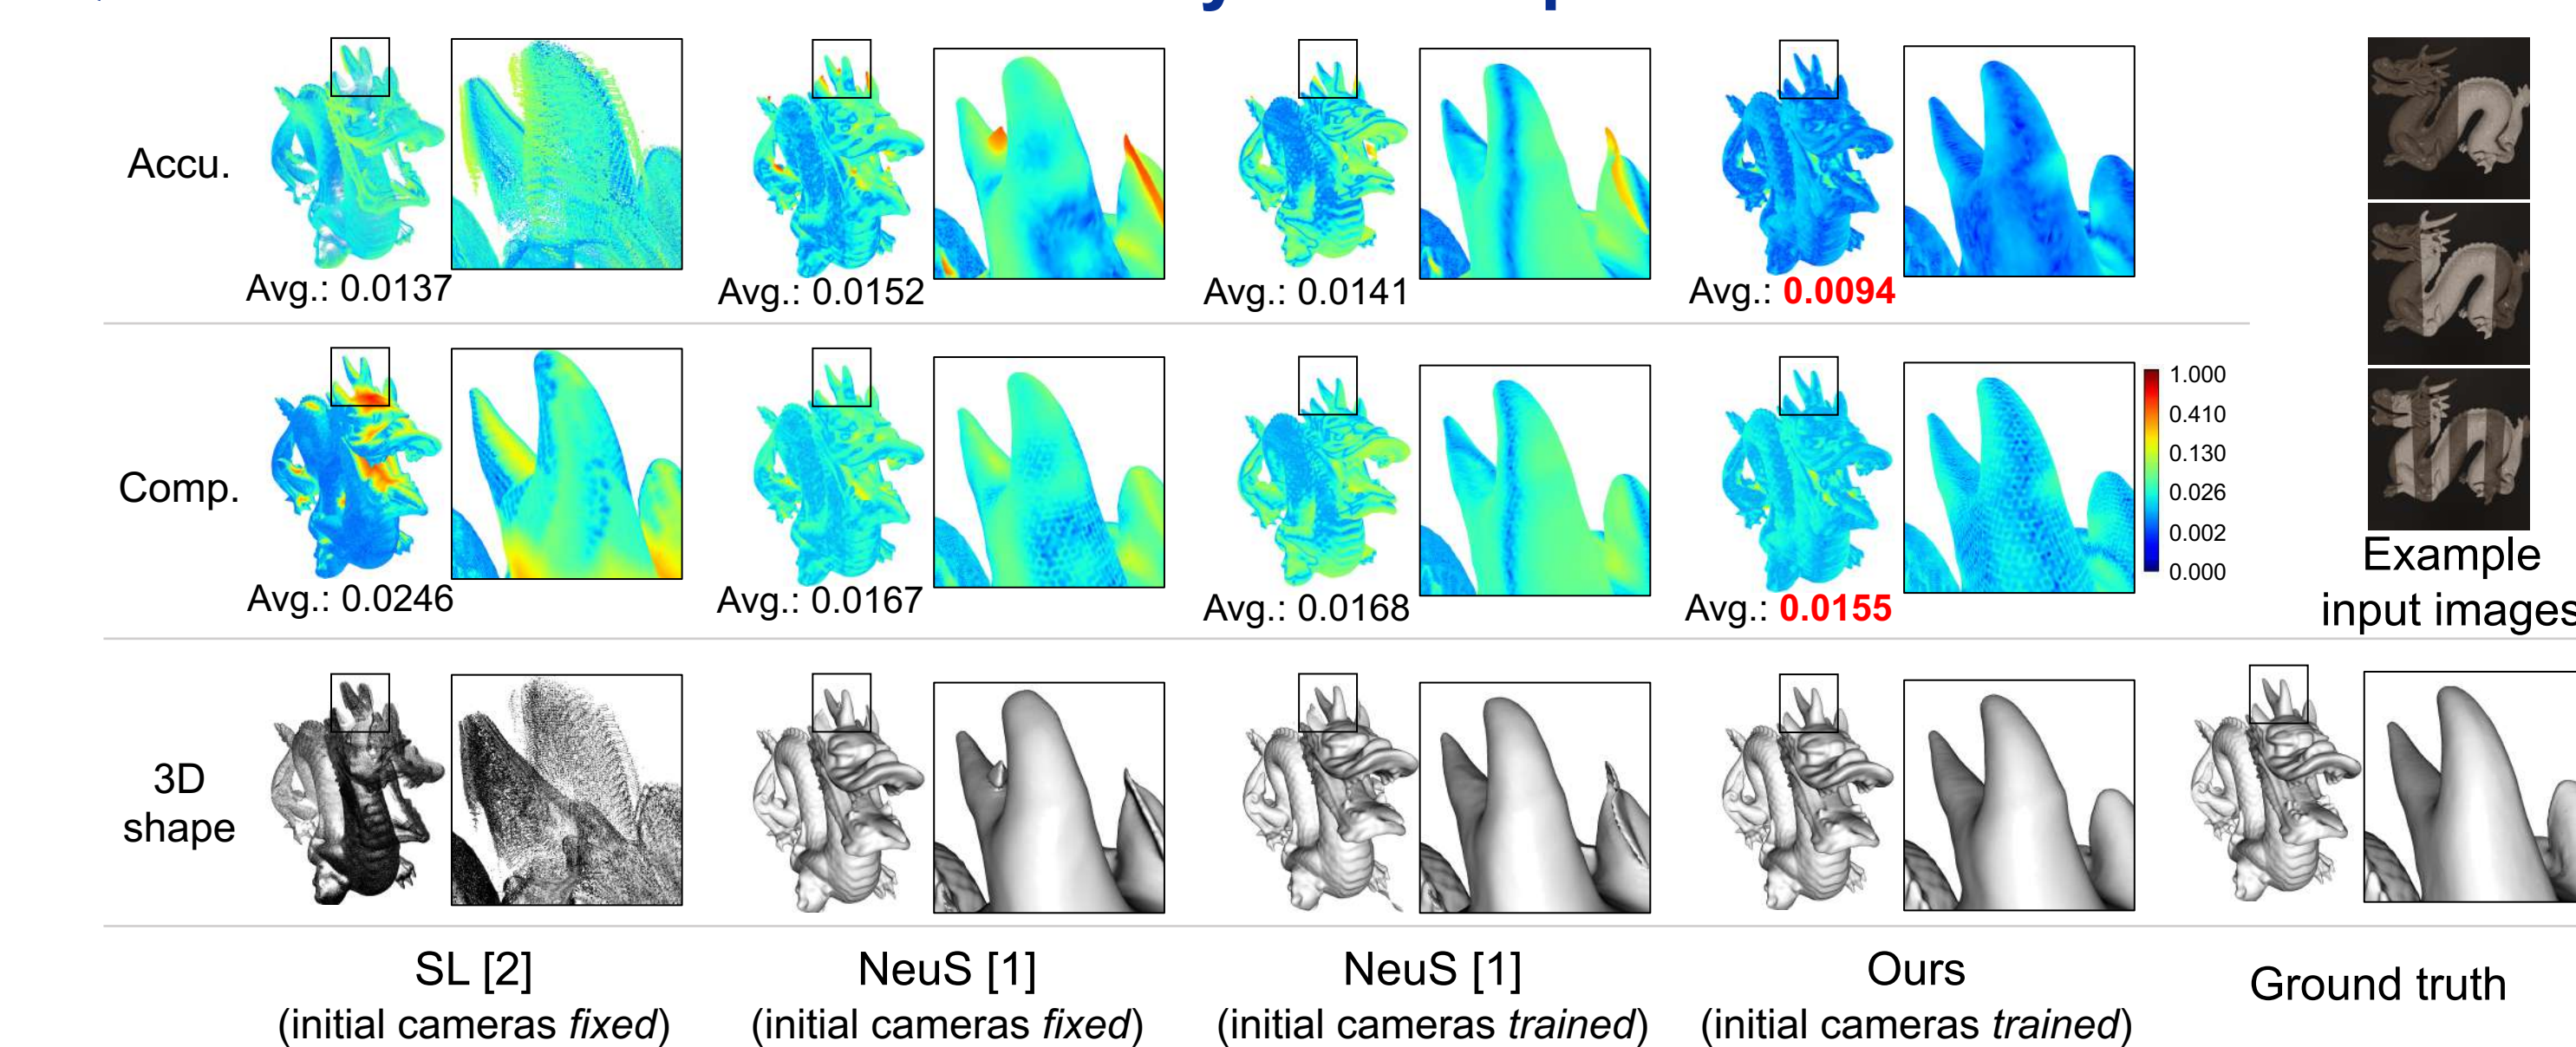 Accu.
Avg.: 0.0137
Avg.: 0.0152
Avg.: 0.0141
Avg.: 0.0094
Comp.
Avg.: 0.0246
Avg.: 0.0167
Avg.: 0.0168
Avg.: 0.0155
1.000
0.410
0.130
0.026
0.002
0.000
Example
input images
3D
shape
SL [2]
(initial cameras fixed)
NeuS [1]
(initial cameras fixed)
NeuS [1]
(initial cameras trained)
Ours
(initial cameras trained)
Ground truth